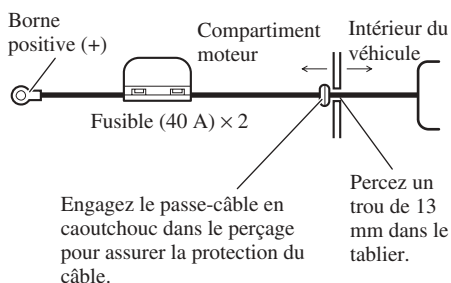 Borne
positive (+)
Compartiment
moteur
Intérieur du
véhicule
Fusible (40 A) × 2
Engagez le passe-câble en
caoutchouc dans le perçage
pour assurer la protection du
câble.
Percez un
trou de 13
mm dans le
tablier.